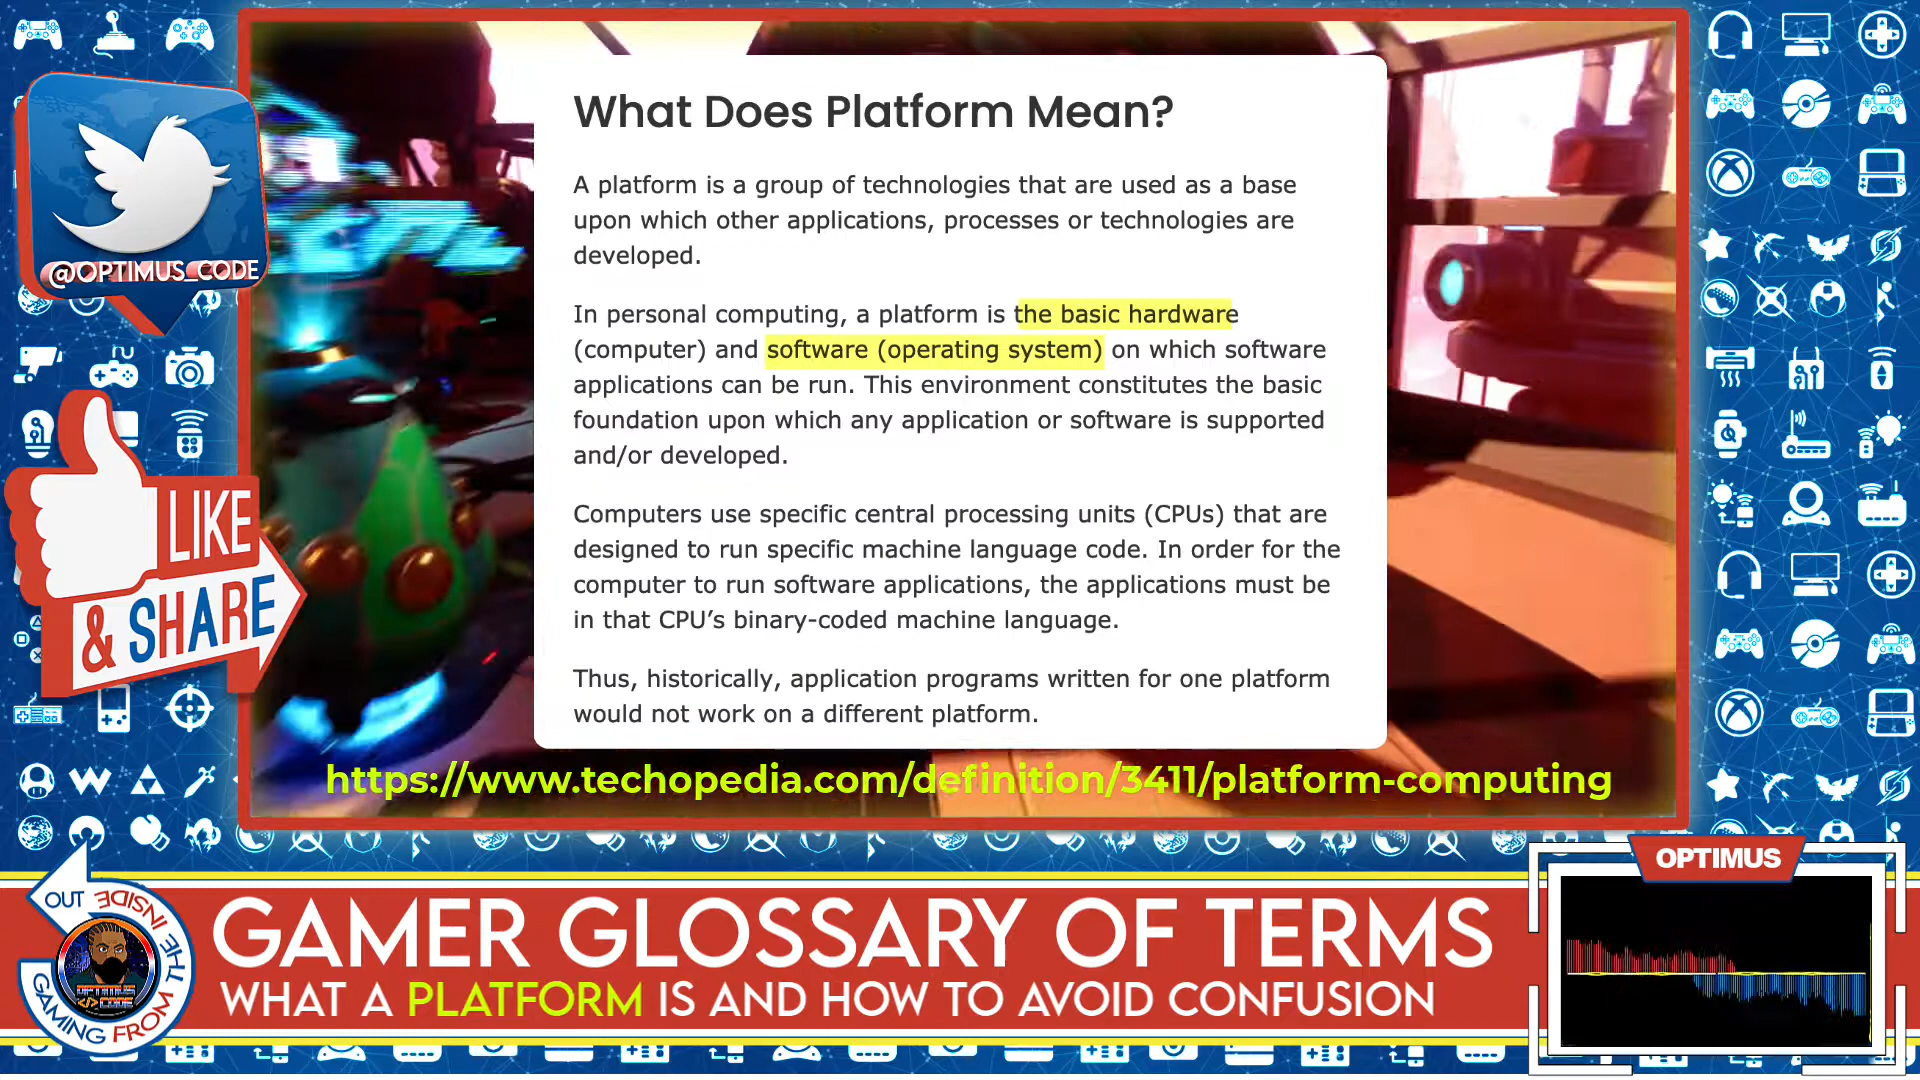 What Does Platform Mean?
A platform is a group of technologies that are used as a base
upon which other applications, processes or technologies are
developed.
In personal computing, a platform is the basic hardware
(computer) and software (operating system) on which software
applications can be run. This environment constitutes the basic
foundation upon which any application or software is supported
and/or developed.
Computers use specific central processing units (CPUs) that are
designed to run specific machine language code. In order for the
computer to run software applications, the applications must be
in that CPU’s binary-coded machine language.
Thus, historically, application programs written for one platform
would not work on a different platform.
https://www.techopedia.com/definition/3411/platform-computing
@OPTIMUS_CODE
LIKE
& SHARE
GAMING FROM THE INSIDE OUT
OPTIMUS
CODE
GAMER GLOSSARY OF TERMS
WHAT A PLATFORM IS AND HOW TO AVOID CONFUSION
OPTIMUS